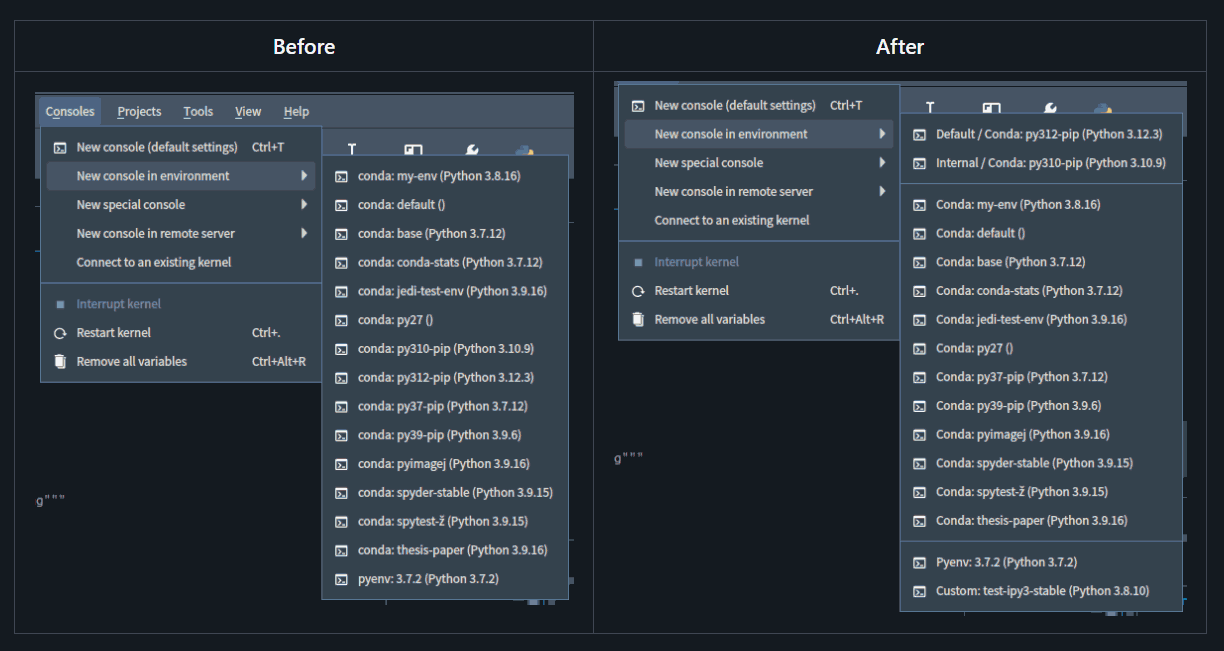 Before
After
Consoles Projects Tools View Help
New console (default settings) Ctrl+T
New console in environment
New special console
New console in remote server
Connect to an existing kernel
Interrupt kernel
Restart kernel Ctrl+.
Remove all variables Ctrl+Alt+R
conda: my-env (Python 3.8.16)
conda: default ()
conda: base (Python 3.7.12)
conda: conda-stats (Python 3.7.12)
conda: jedi-test-env (Python 3.9.16)
conda: py27 ()
conda: py310-pip (Python 3.10.9)
conda: py312-pip (Python 3.12.3)
conda: py37-pip (Python 3.7.12)
conda: py39-pip (Python 3.9.6)
conda: pyimagej (Python 3.9.16)
conda: spyder-stable (Python 3.9.15)
conda: spytest-ž (Python 3.9.15)
conda: thesis-paper (Python 3.9.16)
pyenv: 3.7.2 (Python 3.7.2)
g"""
New console (default settings) Ctrl+T
New console in environment
New special console
New console in remote server
Connect to an existing kernel
Interrupt kernel
Restart kernel Ctrl+.
Remove all variables Ctrl+Alt+R
Default / Conda: py312-pip (Python 3.12.3)
Internal / Conda: py310-pip (Python 3.10.9)
Conda: my-env (Python 3.8.16)
Conda: default ()
Conda: base (Python 3.7.12)
Conda: conda-stats (Python 3.7.12)
Conda: jedi-test-env (Python 3.9.16)
Conda: py27 ()
Conda: py37-pip (Python 3.7.12)
Conda: py39-pip (Python 3.9.6)
Conda: pyimagej (Python 3.9.16)
Conda: spyder-stable (Python 3.9.15)
Conda: spytest-ž (Python 3.9.15)
Conda: thesis-paper (Python 3.9.16)
Pyenv: 3.7.2 (Python 3.7.2)
Custom: test-ipy3-stable (Python 3.8.10)
g"""